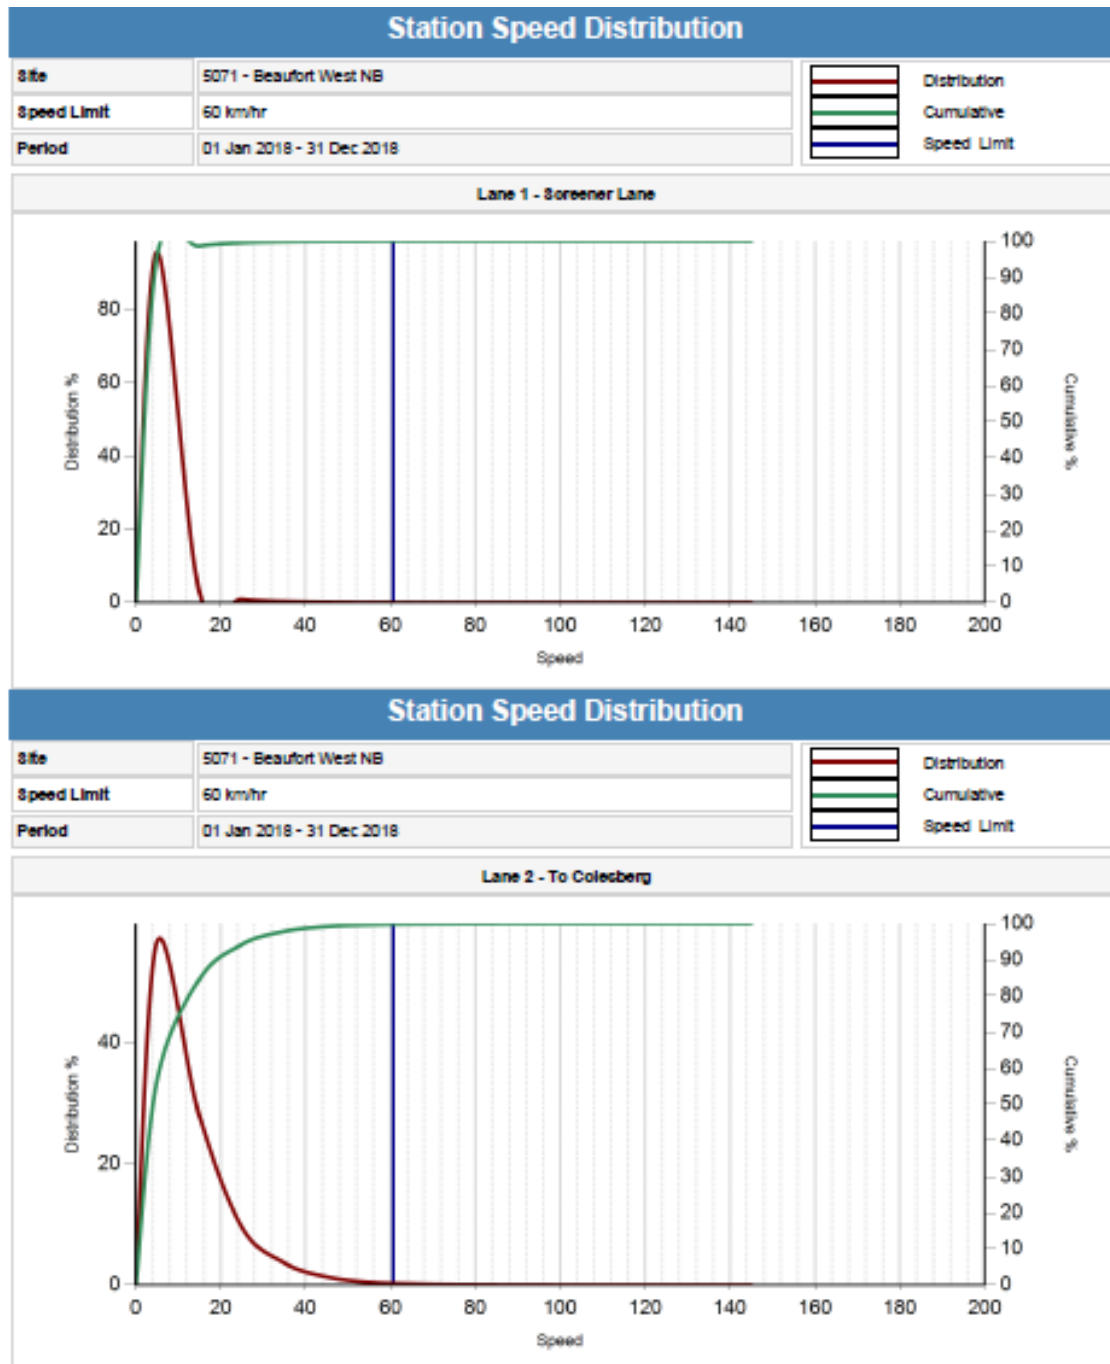 Station Speed Distribution
Site 5071 - Beaufort West NB
Speed Limit 60 km/hr
Period 01 Jan 2018 - 31 Dec 2018
Distribution
Cumulative
Speed Limit
Lane 1 - Screener Lane
100
90
80 80
70
60 60
50
40 40
30
20 20
10
0 0
Distribution %
Cumulative %
0 20 40 60 80 100 120 140 160 180 200
Speed
Station Speed Distribution
Site 5071 - Beaufort West NB
Speed Limit 60 km/hr
Period 01 Jan 2018 - 31 Dec 2018
Distribution
Cumulative
Speed Limit
Lane 2 - To Colesberg
100
90
80
70
40
60
50
40
20
30
20
10
0 0
Distribution %
Cumulative %
0 20 40 60 80 100 120 140 160 180 200
Speed